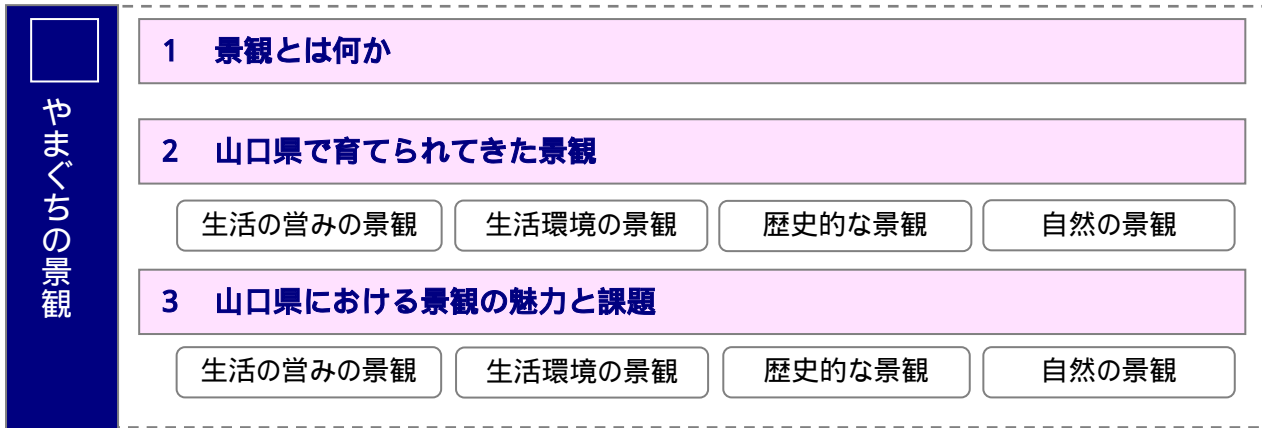 やまぐちの景観
1 景観とは何か
2 山口県で育てられてきた景観
生活の営みの景観 生活環境の景観 歴史的な景観 自然の景観
3 山口県における景観の魅力と課題
生活の営みの景観 生活環境の景観 歴史的な景観 自然の景観